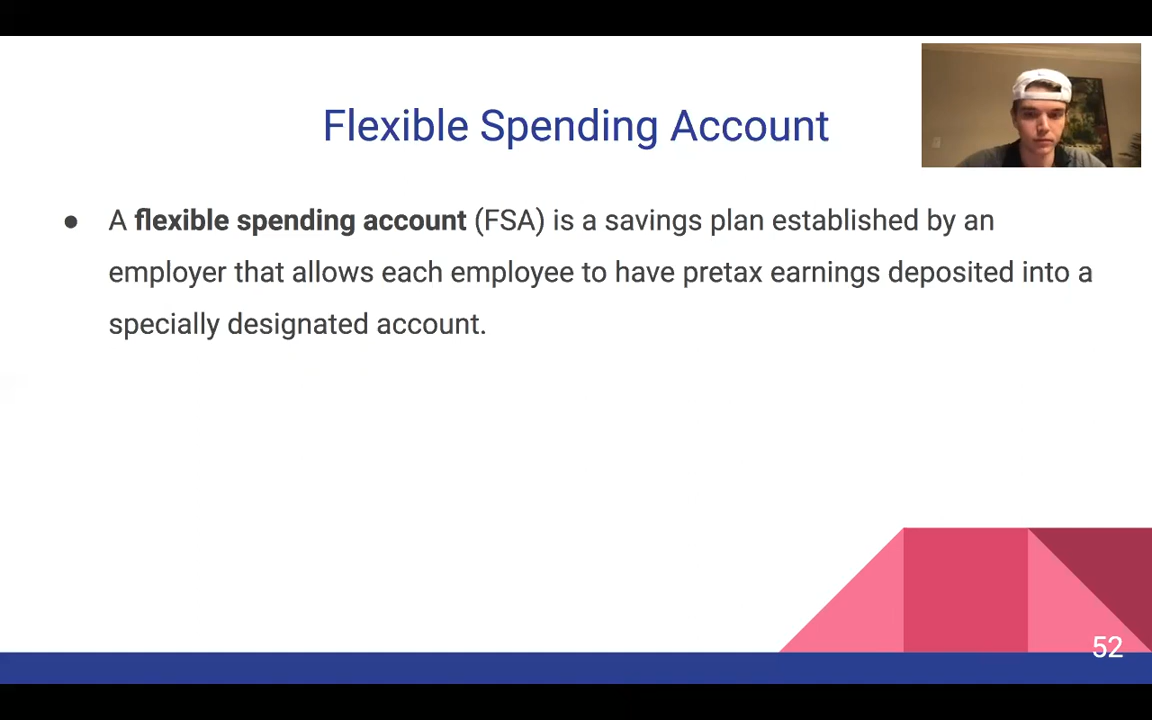 Flexible Spending Account
● A flexible spending account (FSA) is a savings plan established by an
employer that allows each employee to have pretax earnings deposited into a
specially designated account.
52